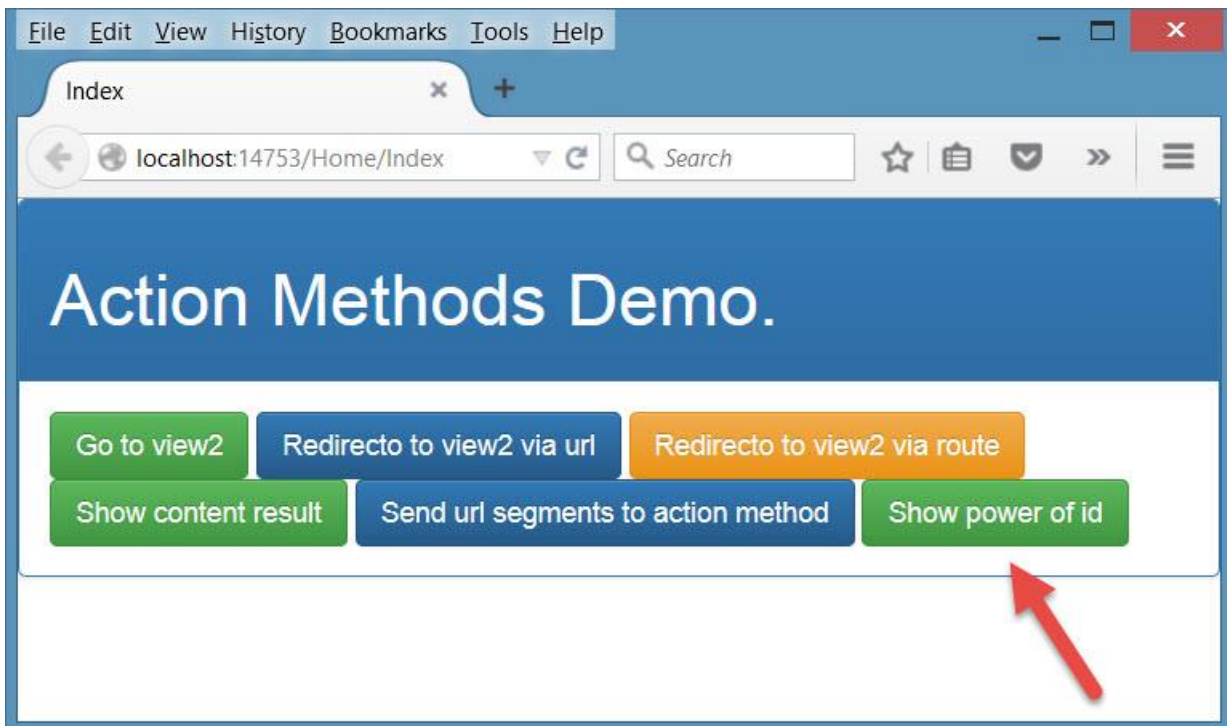 File Edit View History Bookmarks Tools Help
Index
localhost:14753/Home/Index Search
Action Methods Demo.
Go to view2 Redirecto to view2 via url Redirecto to view2 via route
Show content result Send url segments to action method Show power of id